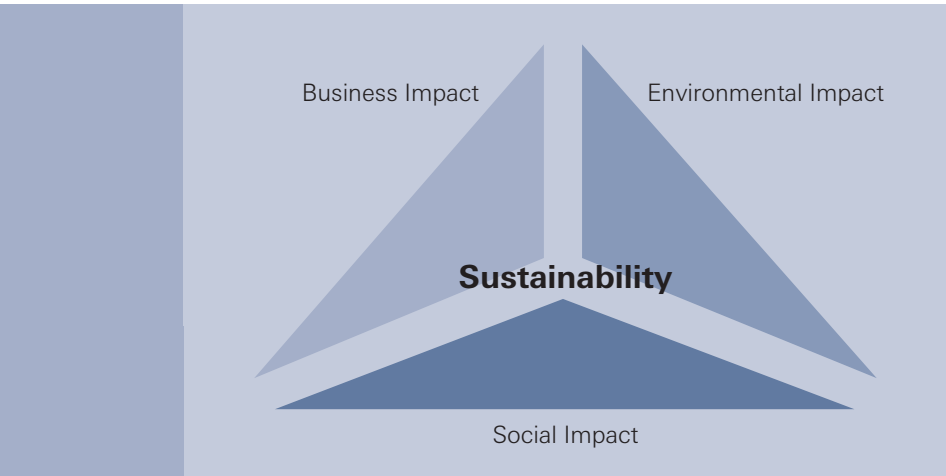 Business Impact
Environmental Impact
Sustainability
Social Impact